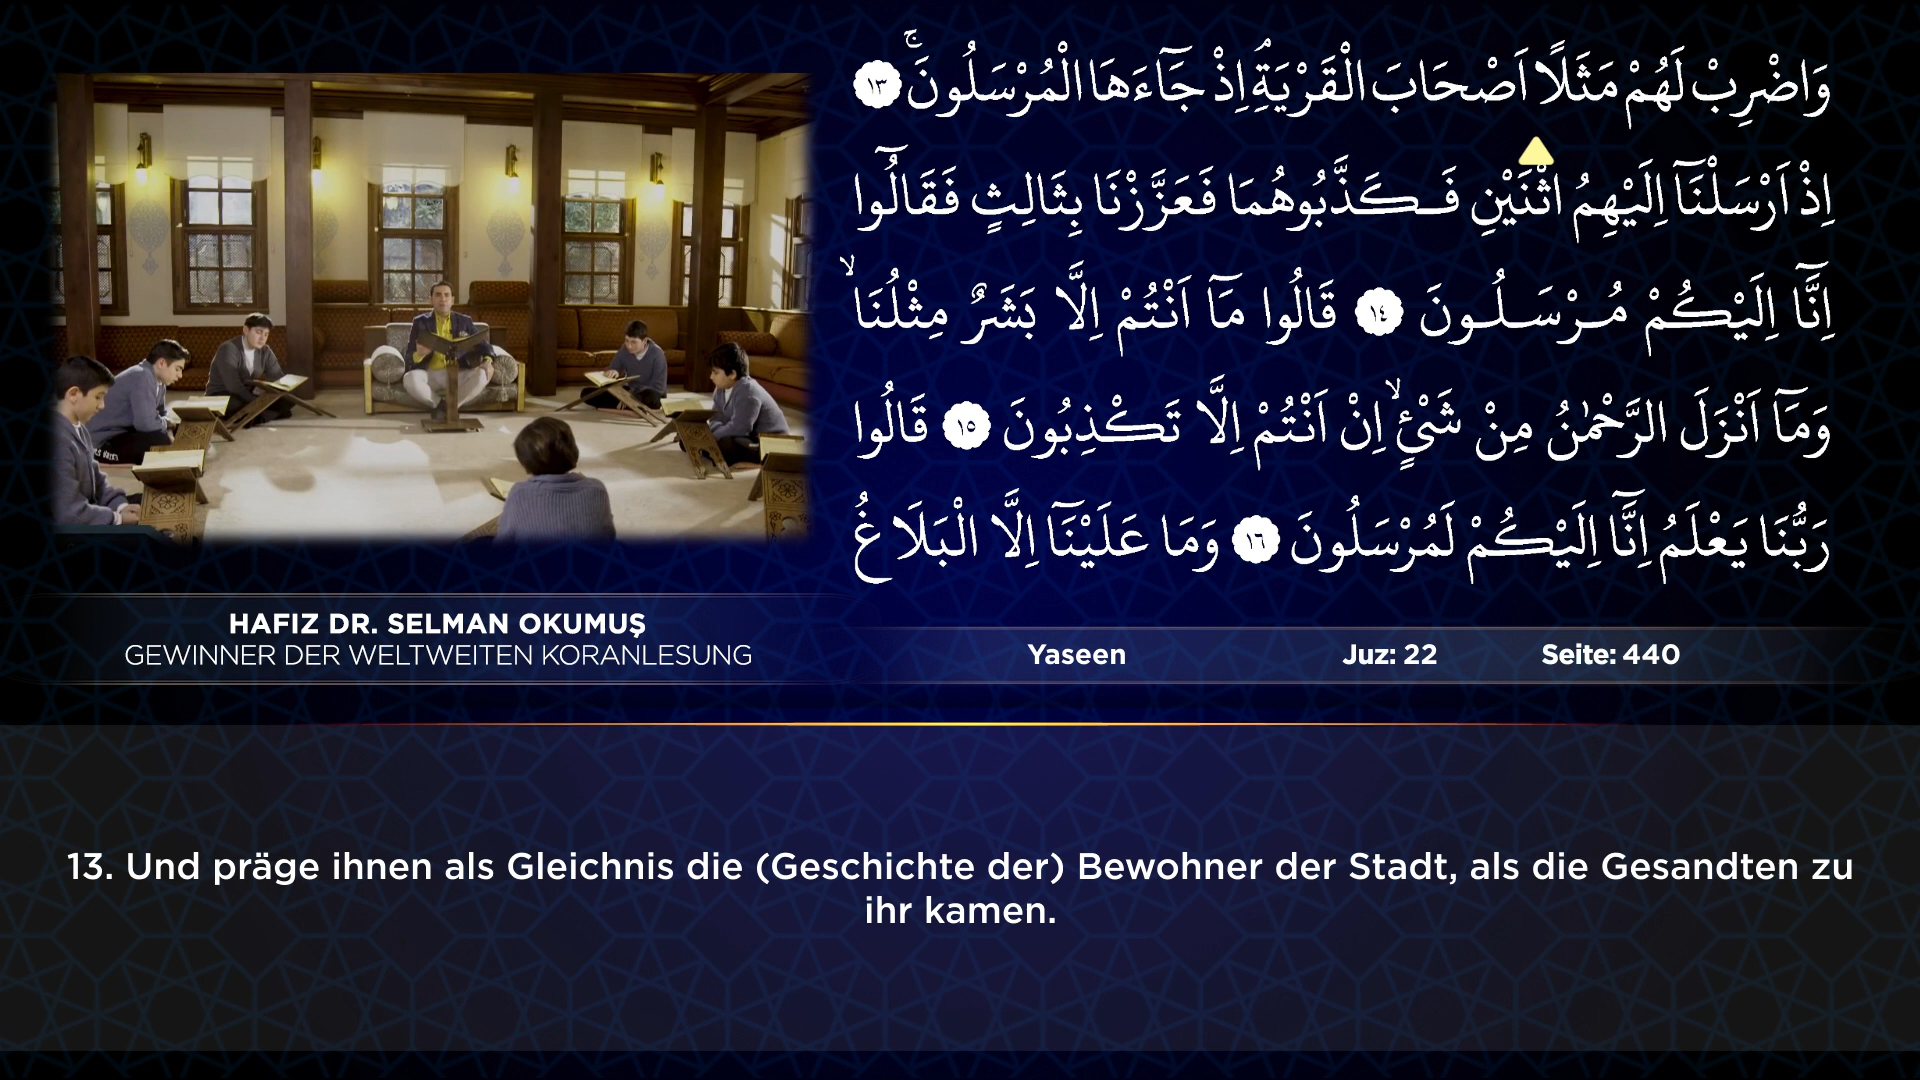 وَاضْرِبْ لَهُمْ مَثَلًا اَصْحَابَ الْقَرْيَةِۢ اِذْ جَٓاءَهَا الْمُرْسَلُونَۚ ﴿١٣﴾
اِذْ اَرْسَلْنَٓا اِلَيْهِمُ اثْنَيْنِ فَكَذَّبُوهُمَا فَعَزَّزْنَا بِثَالِثٍ فَقَالُٓوا
اِنَّٓا اِلَيْكُمْ مُرْسَلُونَ ﴿١٤﴾ قَالُوا مَٓا اَنْتُمْ اِلَّا بَشَرٌ مِثْلُنَاۙ
وَمَٓا اَنْزَلَ الرَّحْمٰنُ مِنْ شَيْءٍۙ اِنْ اَنْتُمْ اِلَّا تَكْذِبُونَ ﴿١٥﴾ قَالُوا
رَبُّنَا يَعْلَمُ اِنَّٓا اِلَيْكُمْ لَمُرْسَلُونَ ﴿١٦﴾ وَمَا عَلَيْنَٓا اِلَّا الْبَلَاغُ
HAFIZ DR. SELMAN OKUMUŞ
GEWINNER DER WELTWEITEN KORANLESUNG
Yaseen Juz: 22 Seite: 440
13. Und präge ihnen als Gleichnis die (Geschichte der) Bewohner der Stadt, als die Gesandten zu
ihr kamen.